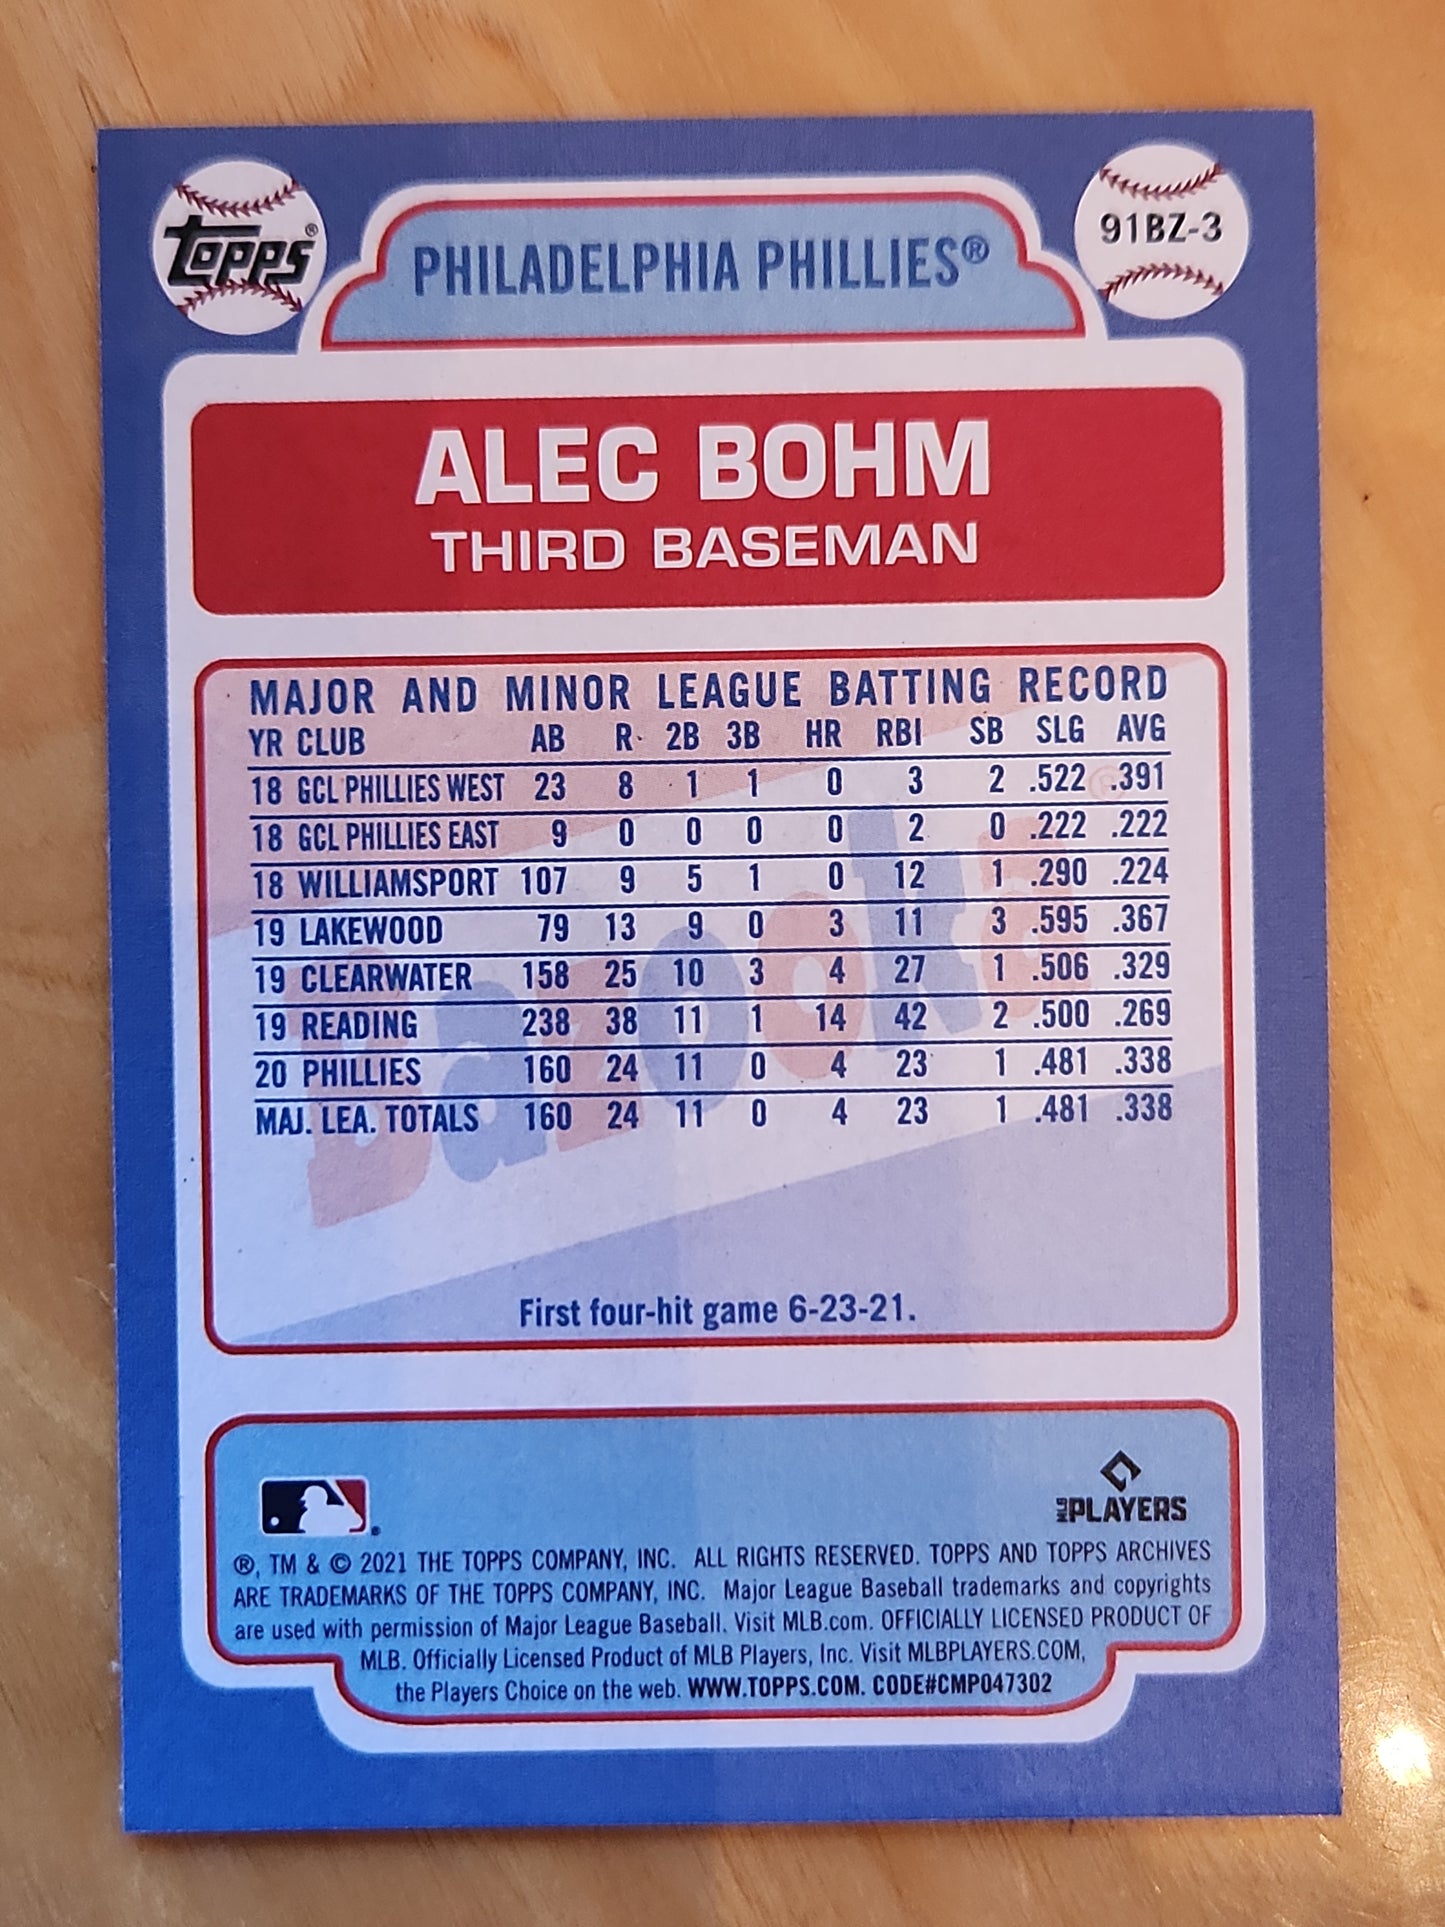 Topps®
91BZ-3
PHILADELPHIA PHILLIES®
ALEC BOHM
THIRD BASEMAN
MAJOR AND MINOR LEAGUE BATTING RECORD
YR CLUB AB R 2B 3B HR RBI SB SLG AVG
18 GCL PHILLIES WEST 23 8 1 1 0 3 2 .522 .391
18 GCL PHILLIES EAST 9 0 0 0 0 2 0 .222 .222
18 WILLIAMSPORT 107 9 5 1 0 12 1 .290 .224
19 LAKEWOOD 79 13 9 0 3 11 3 .595 .367
19 CLEARWATER 158 25 10 3 4 27 1 .506 .329
19 READING 238 38 11 1 14 42 2 .500 .269
20 PHILLIES 160 24 11 0 4 23 1 .481 .338
MAJ. LEA. TOTALS 160 24 11 0 4 23 1 .481 .338
Bazooka®
First four-hit game 6-23-21.
MLB PLAYERS
®, TM & © 2021 THE TOPPS COMPANY, INC. ALL RIGHTS RESERVED. TOPPS AND TOPPS ARCHIVES
ARE TRADEMARKS OF THE TOPPS COMPANY, INC. Major League Baseball trademarks and copyrights
are used with permission of Major League Baseball. Visit MLB.com. OFFICIALLY LICENSED PRODUCT OF
MLB. Officially Licensed Product of MLB Players, Inc. Visit MLBPLAYERS.COM,
the Players Choice on the web. WWW.TOPPS.COM. CODE#CMP047302